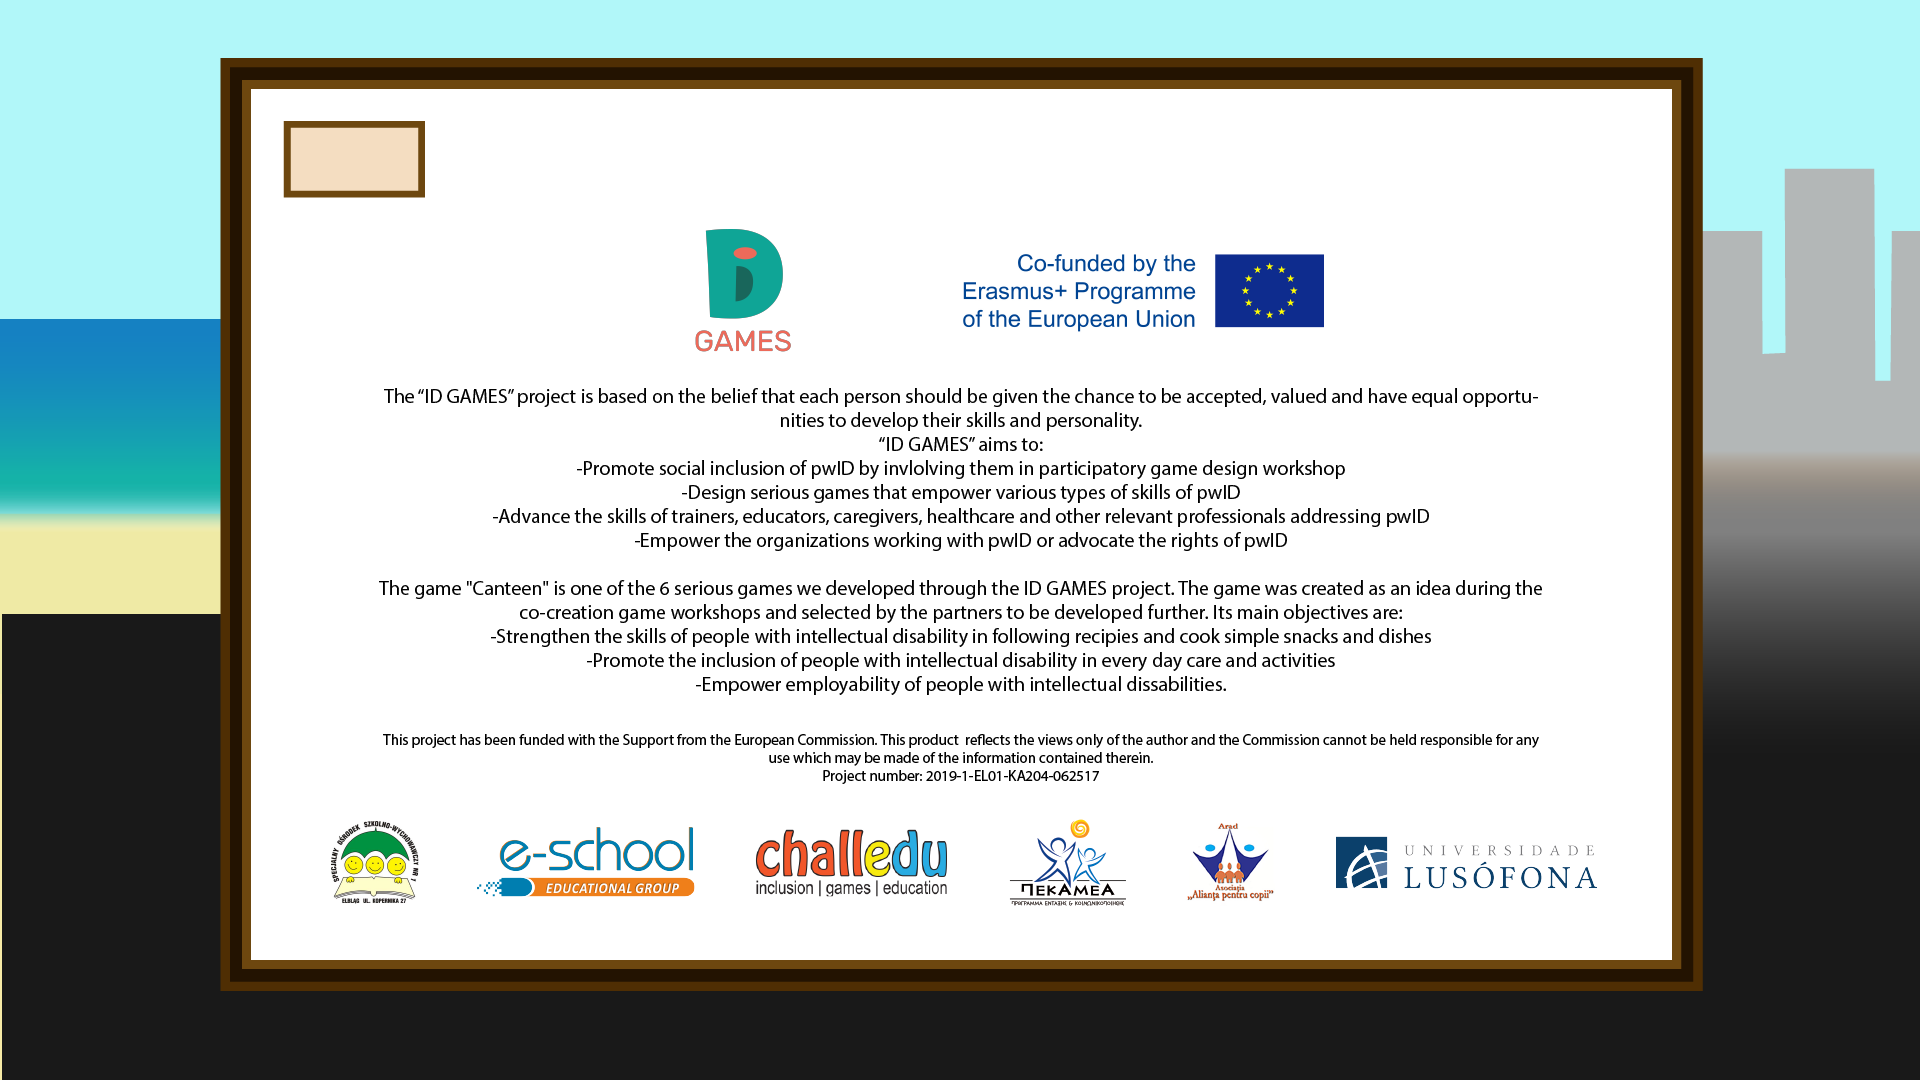 GAMES
Co-funded by the
Erasmus+ Programme
of the European Union
The “ID GAMES” project is based on the belief that each person should be given the chance to be accepted, valued and have equal opportu-
nities to develop their skills and personality.
“ID GAMES” aims to:
-Promote social inclusion of pwID by invlolving them in participatory game design workshop
-Design serious games that empower various types of skills of pwID
-Advance the skills of trainers, educators, caregivers, healthcare and other relevant professionals addressing pwID
-Empower the organizations working with pwID or advocate the rights of pwID
The game "Canteen" is one of the 6 serious games we developed through the ID GAMES project. The game was created as an idea during the
co-creation game workshops and selected by the partners to be developed further. Its main objectives are:
-Strengthen the skills of people with intellectual disability in following recipies and cook simple snacks and dishes
-Promote the inclusion of people with intellectual disability in every day care and activities
-Empower employability of people with intellectual dissabilities.
This project has been funded with the Support from the European Commission. This product reflects the views only of the author and the Commission cannot be held responsible for any
use which may be made of the information contained therein.
Project number: 2019-1-EL01-KA204-062517
SPECJALNY OŚRODEK SZKOLNO-WYCHOWAWCZY NR 1
ELBLĄG UL. KOPERNIKA 27
e-school
EDUCATIONAL GROUP
challedu
inclusion | games | education
ΠΕΚΑΜΕΑ
ΠΡΟΓΡΑΜΜΑ ΕΝΤΑΞΗΣ & ΚΟΙΝΩΝΙΚΟΠΟΙΗΣΗΣ
Arad
Asociația
„Alianța pentru copii”
UNIVERSIDADE
LUSÓFONA